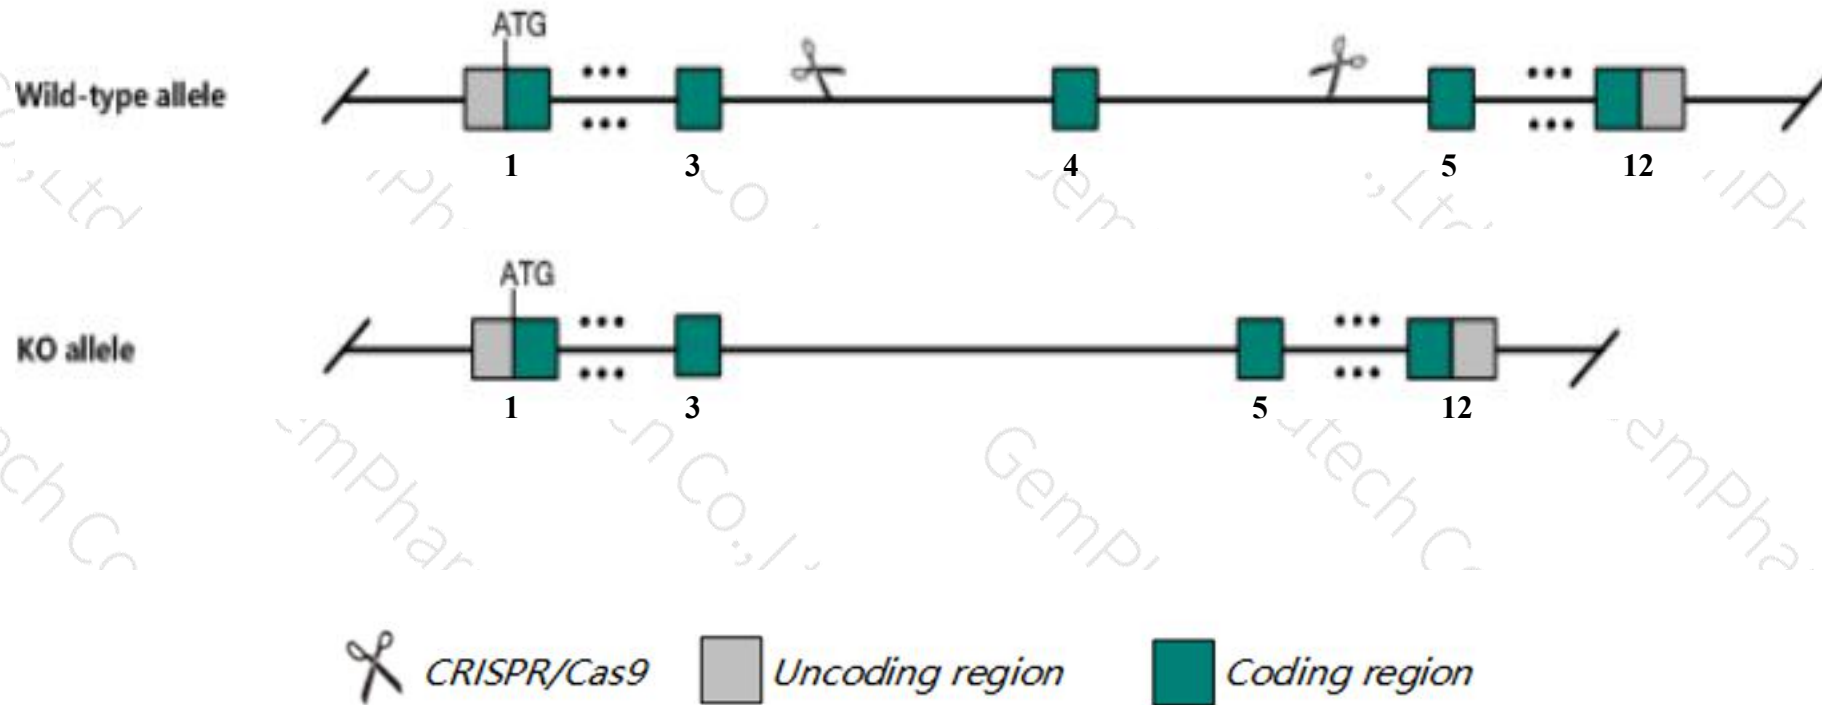 ATG
Wild-type allele
1 3 4 5 12
ATG
KO allele
1 3 5 12
GemPh
CRISPR/Cas9 Uncoding region Coding region